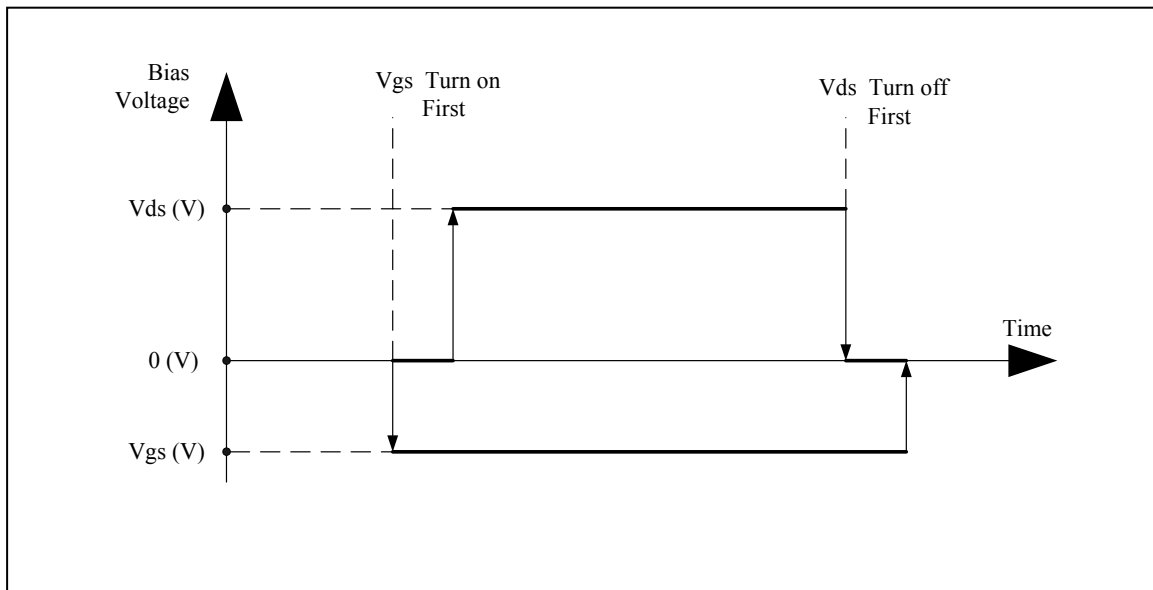 Bias
Voltage
Vgs Turn on
First
Vds Turn off
First
Vds (V)
Time
0 (V)
Vgs (V)